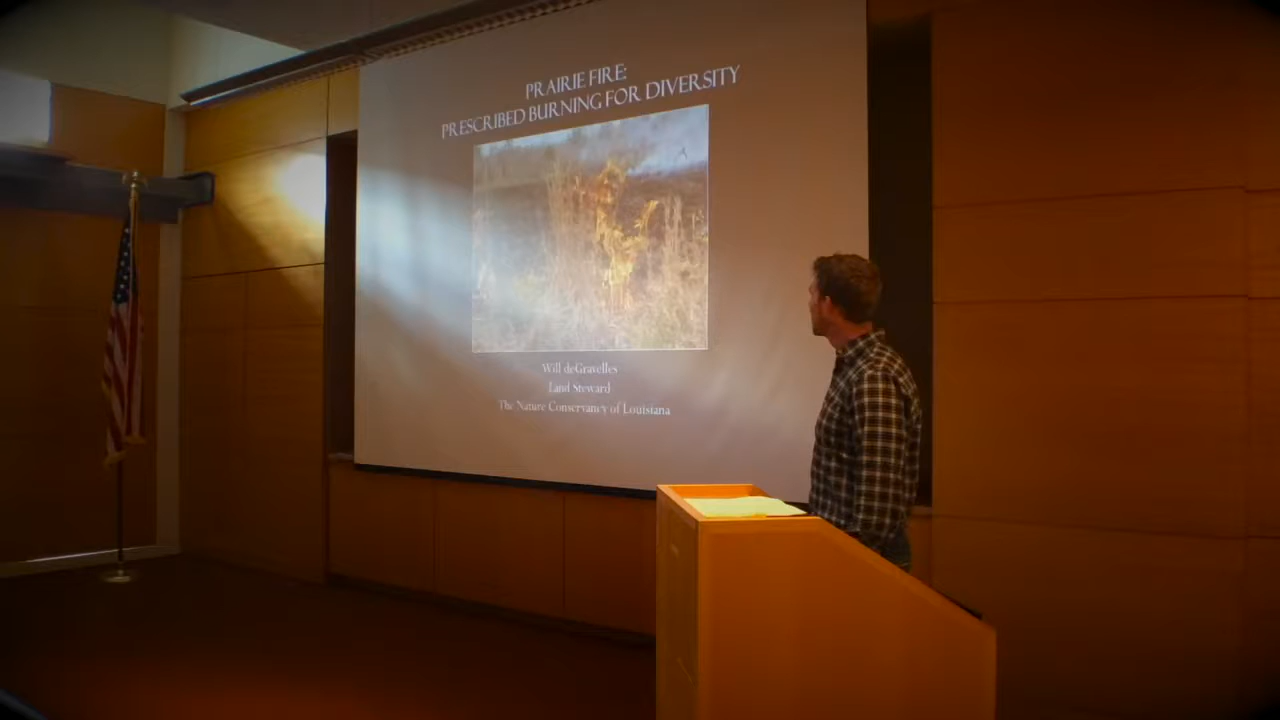 PRAIRIE FIRE:
PRESCRIBED BURNING FOR DIVERSITY
Will deGravelles
Land Steward
The Nature Conservancy of Louisiana